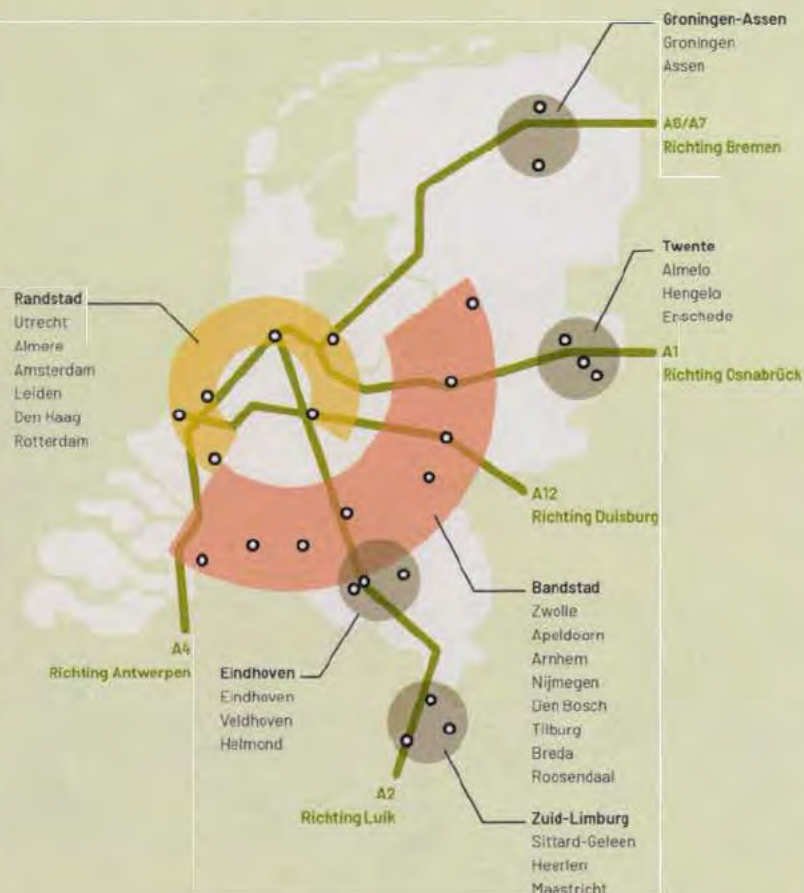 Groningen-Assen
Groningen
Assen
A6/A7
Richting Bremen
Twente
Almelo
Hengelo
Enschede
A1
Richting Osnabrück
Randstad
Utrecht
Almere
Amsterdam
Leiden
Den Haag
Rotterdam
A12
Richting Duisburg
Bandstad
Zwolle
Apeldoorn
Arnhem
Nijmegen
Den Bosch
Tilburg
Breda
Roosendaal
A4
Richting Antwerpen
Eindhoven
Eindhoven
Veldhoven
Helmond
A2
Richting Luik
Zuid-Limburg
Sittard-Geleen
Heerlen
Maastricht